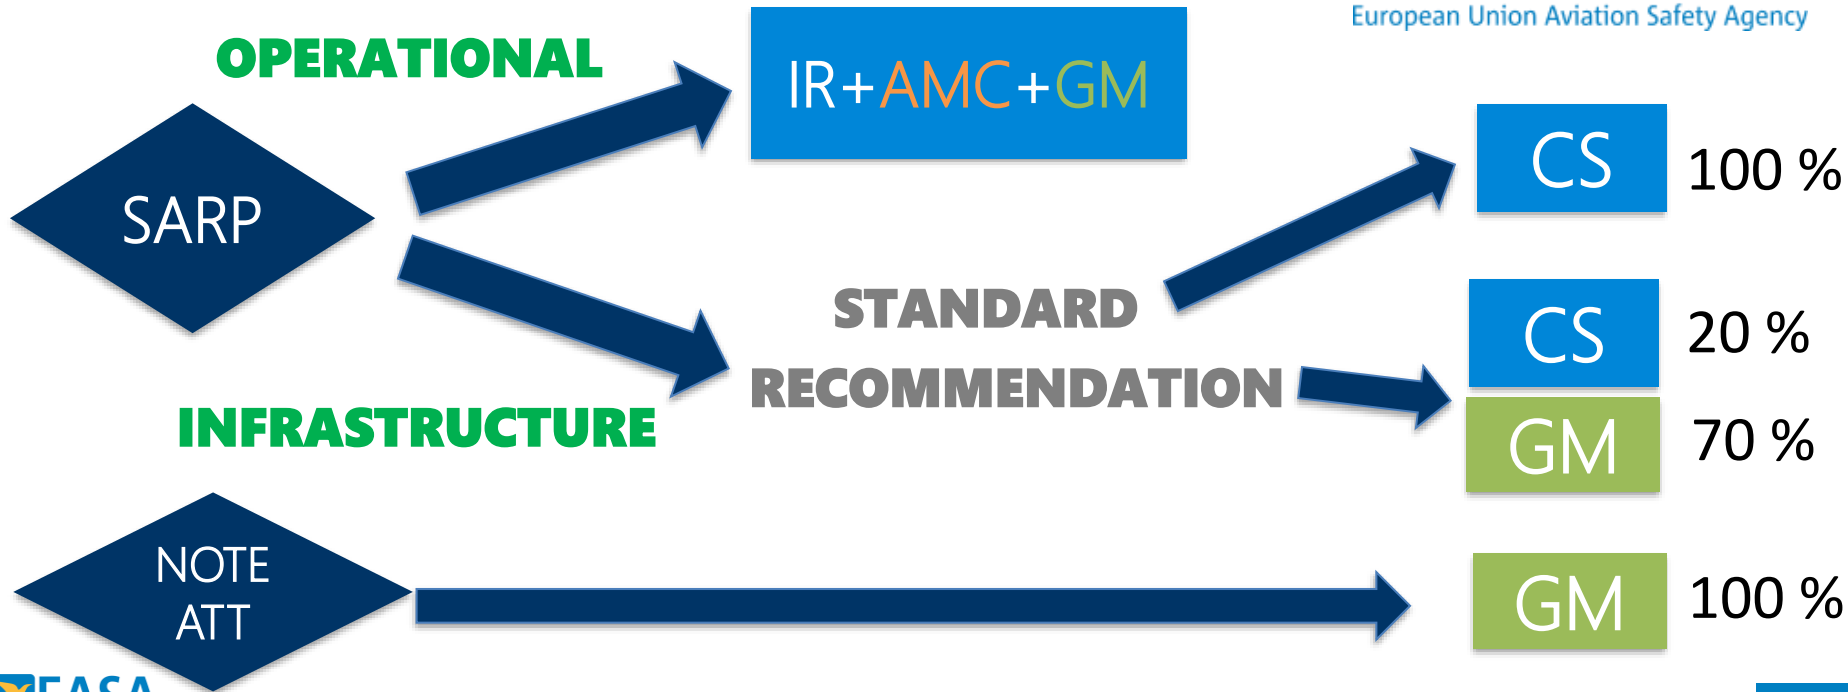 European Union Aviation Safety Agency
OPERATIONAL
IR+AMC+GM
SARP
CS 100 %
STANDARD
CS 20 %
RECOMMENDATION
INFRASTRUCTURE
GM 70 %
NOTE
ATT
GM 100 %
EASA